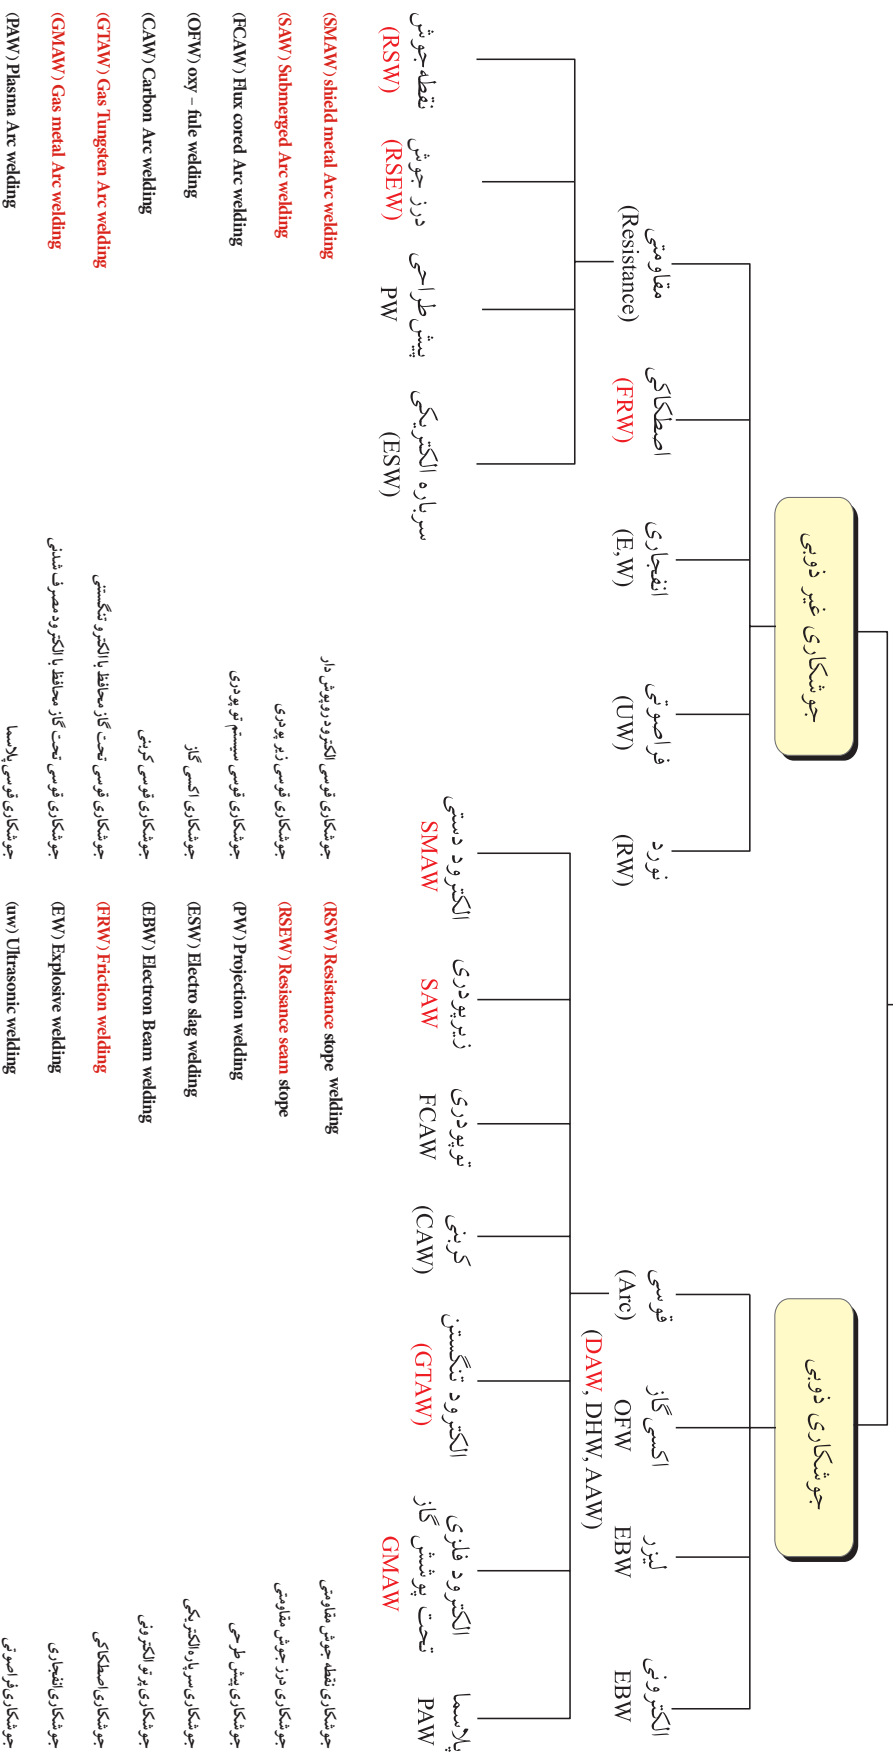 جوشکاری غیر ذوبی
جوشکاری ذوبی
مقاومتی
(Resistance)
اصطکاکی
(FRW)
انفجاری
(E,W)
فراصوتی
(UW)
نورد
(RW)
قوسی
(Arc)
اکسی گاز
OFW
(DAW, DHW, AAW)
لیزر
EBW
الکترونی
EBW
نقطه جوش
(RSW)
درز جوش
(RSEW)
پیش طراحی
PW
سرباره الکتریکی
(ESW)
الکترود دستی
SMAW
زیرپودری
SAW
توپودری
FCAW
کربنی
(CAW)
الکترود تنگستن
(GTAW)
الکترود فلزی
تحت پوشش گاز
GMAW
پلاسما
PAW
(SMAW) shield metal Arc welding جوشکاری قوسی الکترود روپوش دار
(SAW) Submerged Arc welding جوشکاری قوسی زیر پودری
(FCAW) Flux cored Arc welding جوشکاری قوسی سیستم تو پودری
(OFW) oxy – fule welding جوشکاری اکسی گاز
(CAW) Carbon Arc welding جوشکاری قوسی کربنی
(GTAW) Gas Tungsten Arc welding جوشکاری قوسی تحت گاز محافظ با الکترو تنگستنی
(GMAW) Gas metal Arc welding جوشکاری قوسی تحت گاز محافظ با الکترود مصرف شدنی
(PAW) Plasma Arc welding جوشکاری قوسی پلاسما
(RSW) Resistance stope welding جوشکاری نقطه جوش مقاومتی
(RSEW) Resisance seam stope جوشکاری درز جوش مقاومتی
(PW) Projection welding جوشکاری پیش طرحی
(ESW) Electro slag welding جوشکاری سرباره الکتریکی
(EBW) Electron Beam welding جوشکاری پرتو الکترونی
(FRW) Friction welding جوشکاری اصطکاکی
(EW) Explosive welding جوشکاری انفجاری
(uw) Ultrasonic welding جوشکاری فراصوتی